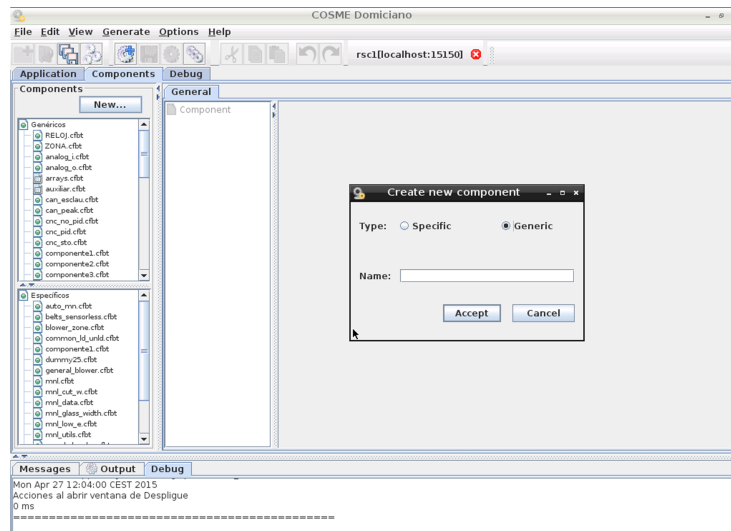 COSME Domiciano
File Edit View Generate Options Help
rsc1[localhost:15150]
Application Components Debug
Components
New...
Genéricos
RELOJ.cfbt
ZONA.cfbt
analog_i.cfbt
analog_o.cfbt
arrays.cfbt
auxiliar.cfbt
can_esclau.cfbt
can_peak.cfbt
cnc_no_pid.cfbt
cnc_pid.cfbt
cnc_sto.cfbt
componente1.cfbt
componente2.cfbt
componente3.cfbt
Especificos
auto_mn.cfbt
belts_sensorless.cfbt
blower_zone.cfbt
common_ld_unld.cfbt
componente1.cfbt
dummy25.cfbt
general_blower.cfbt
mnl.cfbt
mnl_cut_w.cfbt
mnl_data.cfbt
mnl_glass_width.cfbt
mnl_low_e.cfbt
mnl_utils.cfbt
General
Component
Create new component
Type: Specific Generic
Name:
Accept Cancel
Messages Output Debug
Mon Apr 27 12:04:00 CEST 2015
Acciones al abrir ventana de Despligue
0 ms
=============================================